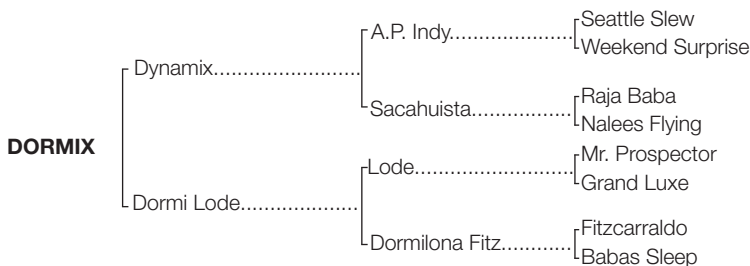 Seattle Slew
A.P. Indy
Weekend Surprise
Dynamix
Raja Baba
Sacahuista
Nalees Flying
DORMIX
Mr. Prospector
Lode
Grand Luxe
Dormi Lode
Fitzcarraldo
Dormilona Fitz
Babas Sleep